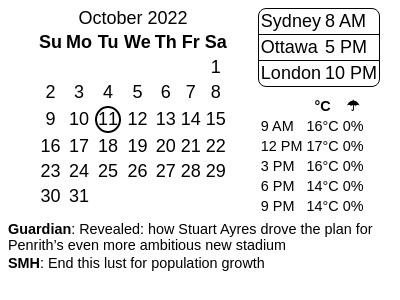 October 2022
Su Mo Tu We Th Fr Sa
1
2 3 4 5 6 7 8
9 10 11 12 13 14 15
16 17 18 19 20 21 22
23 24 25 26 27 28 29
30 31
Sydney 8 AM
Ottawa 5 PM
London 10 PM
°C ☂
9 AM 16°C 0%
12 PM 17°C 0%
3 PM 16°C 0%
6 PM 14°C 0%
9 PM 14°C 0%
Guardian: Revealed: how Stuart Ayres drove the plan for
Penrith’s even more ambitious new stadium
SMH: End this lust for population growth